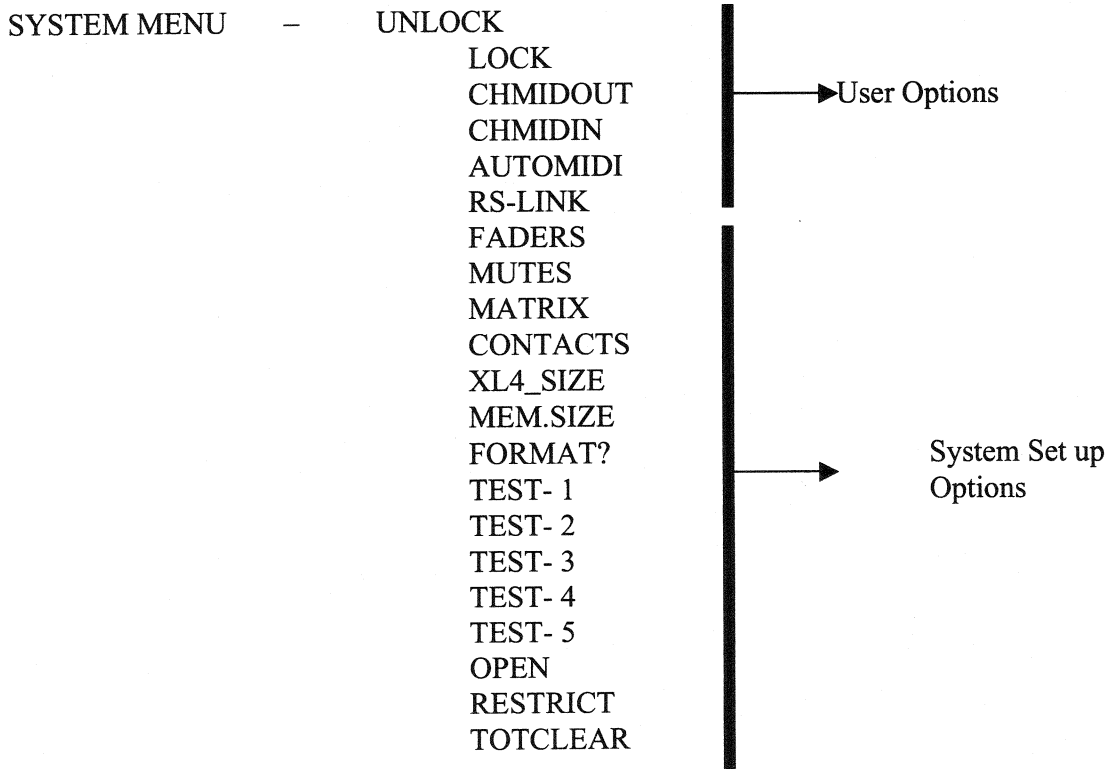 SYSTEM MENU – UNLOCK
LOCK
CHMIDOUT User Options
CHMIDIN
AUTOMIDI
RS-LINK
FADERS
MUTES
MATRIX
CONTACTS
XL4_SIZE
MEM.SIZE
FORMAT? System Set up
TEST- 1 Options
TEST- 2
TEST- 3
TEST- 4
TEST- 5
OPEN
RESTRICT
TOTCLEAR